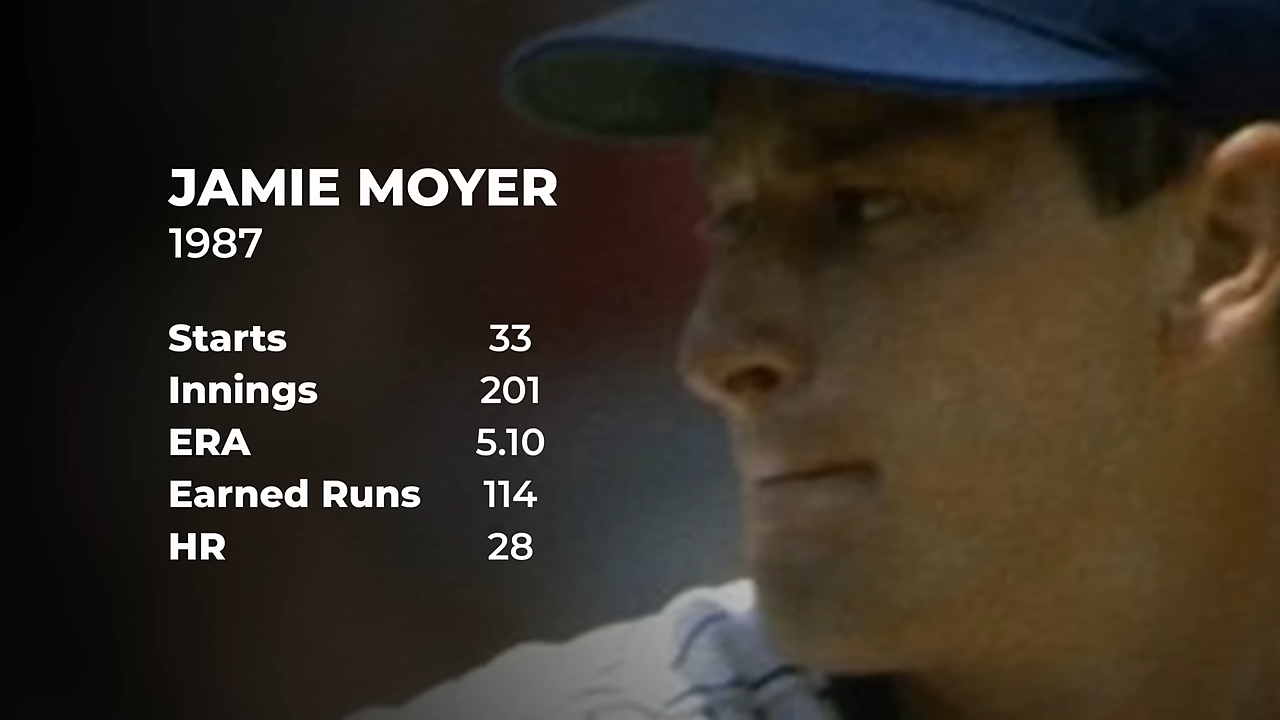 JAMIE MOYER
1987
Starts 33
Innings 201
ERA 5.10
Earned Runs 114
HR 28